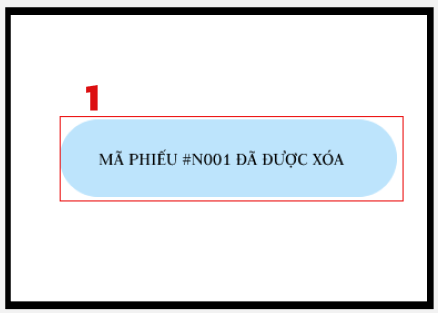 1
MÃ PHIẾU #N001 ĐÃ ĐƯỢC XÓA